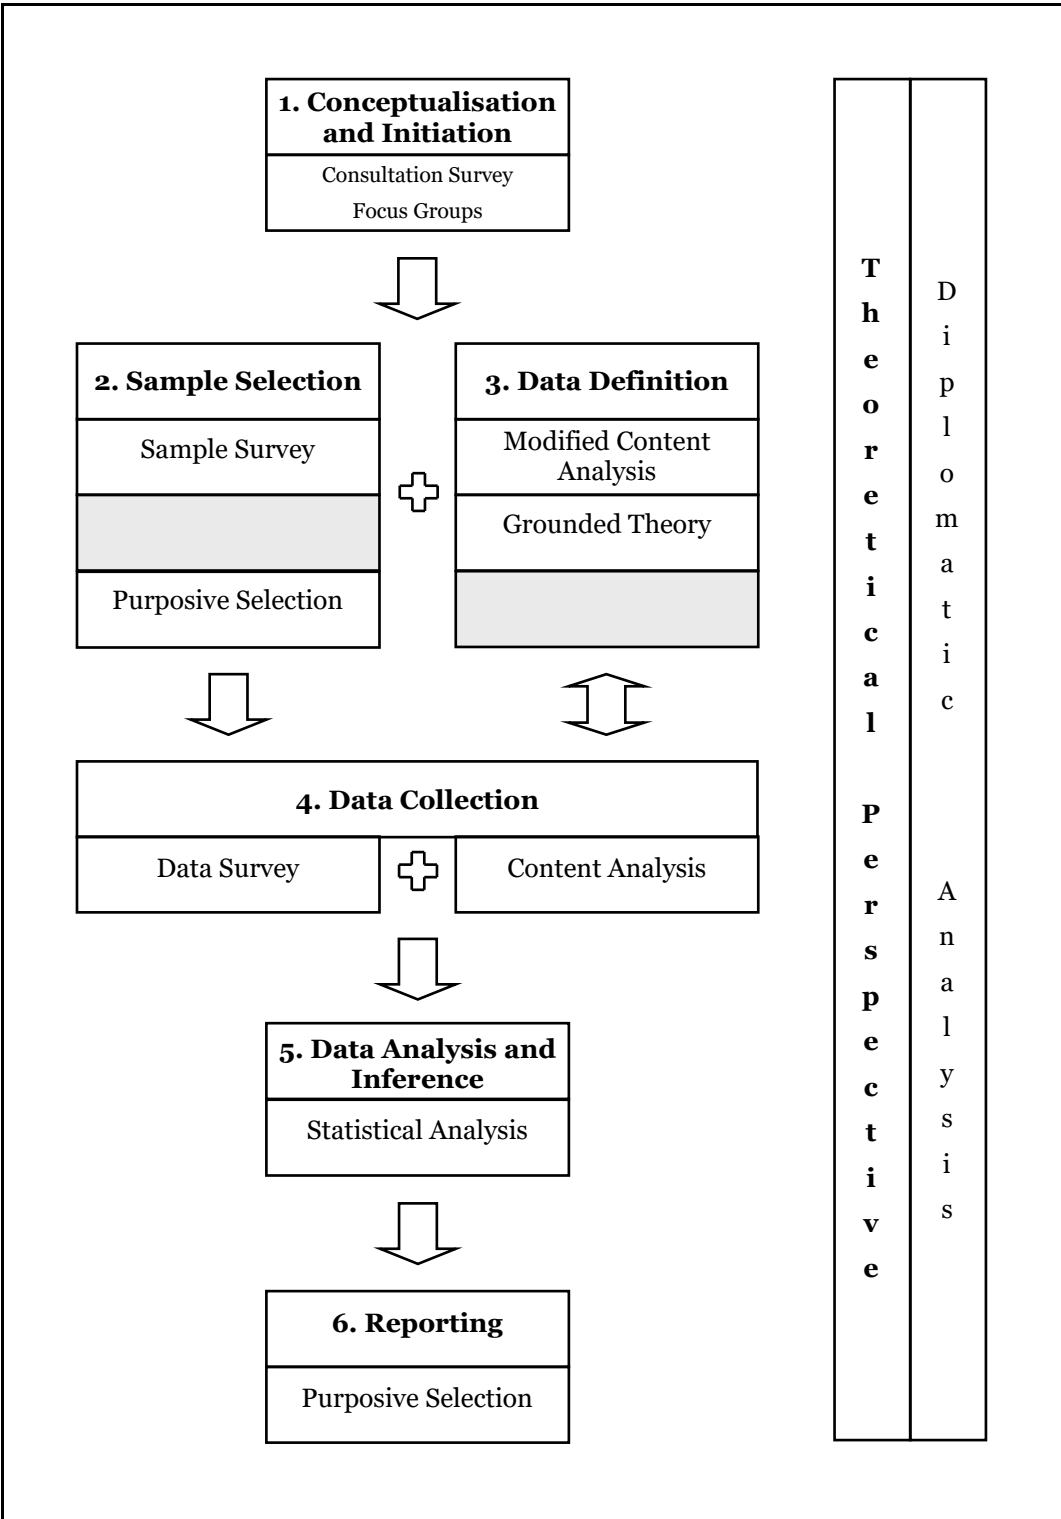 1. Conceptualisation
and Initiation
Consultation Survey
Focus Groups
2. Sample Selection
Sample Survey
Purposive Selection
3. Data Definition
Modified Content
Analysis
Grounded Theory
4. Data Collection
Data Survey
Content Analysis
5. Data Analysis and
Inference
Statistical Analysis
6. Reporting
Purposive Selection
Theoretical Perspective
Diplomatic Analysis